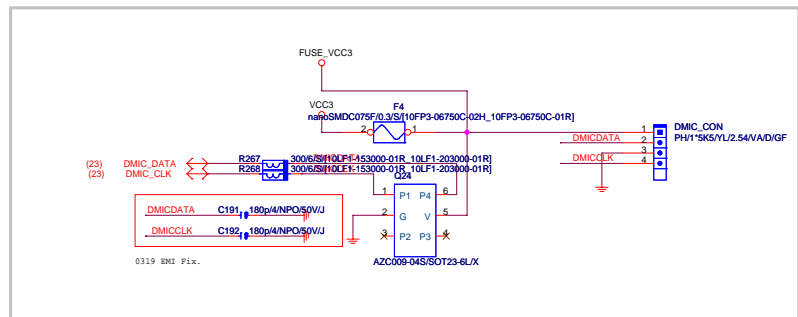 FUSE_VCC3
VCC3
F4
nanoSMDC075F/0.3/S/[10FP3-06750C-02H_10FP3-06750C-01R]
2
1
DMIC_CON
PH/1*5K5/YL/2.54/VA/D/GF
1
DMICDATA 2
3
DMICCLK 4
(23) DMIC_DATA R267 300/6/S/[10LF1-153000-01R_10LF1-203000-01R]
(23) DMIC_CLK R268 300/6/S/[10LF1-153000-01R_10LF1-203000-01R]
Q24
1 P1 P4 6
2 G V 5
3 P2 P3 4
AZC009-04S/SOT23-6L/X
DMICDATA C191 180p/4/NPO/50V/J
DMICCLK C192 180p/4/NPO/50V/J
0319 EMI Fix.